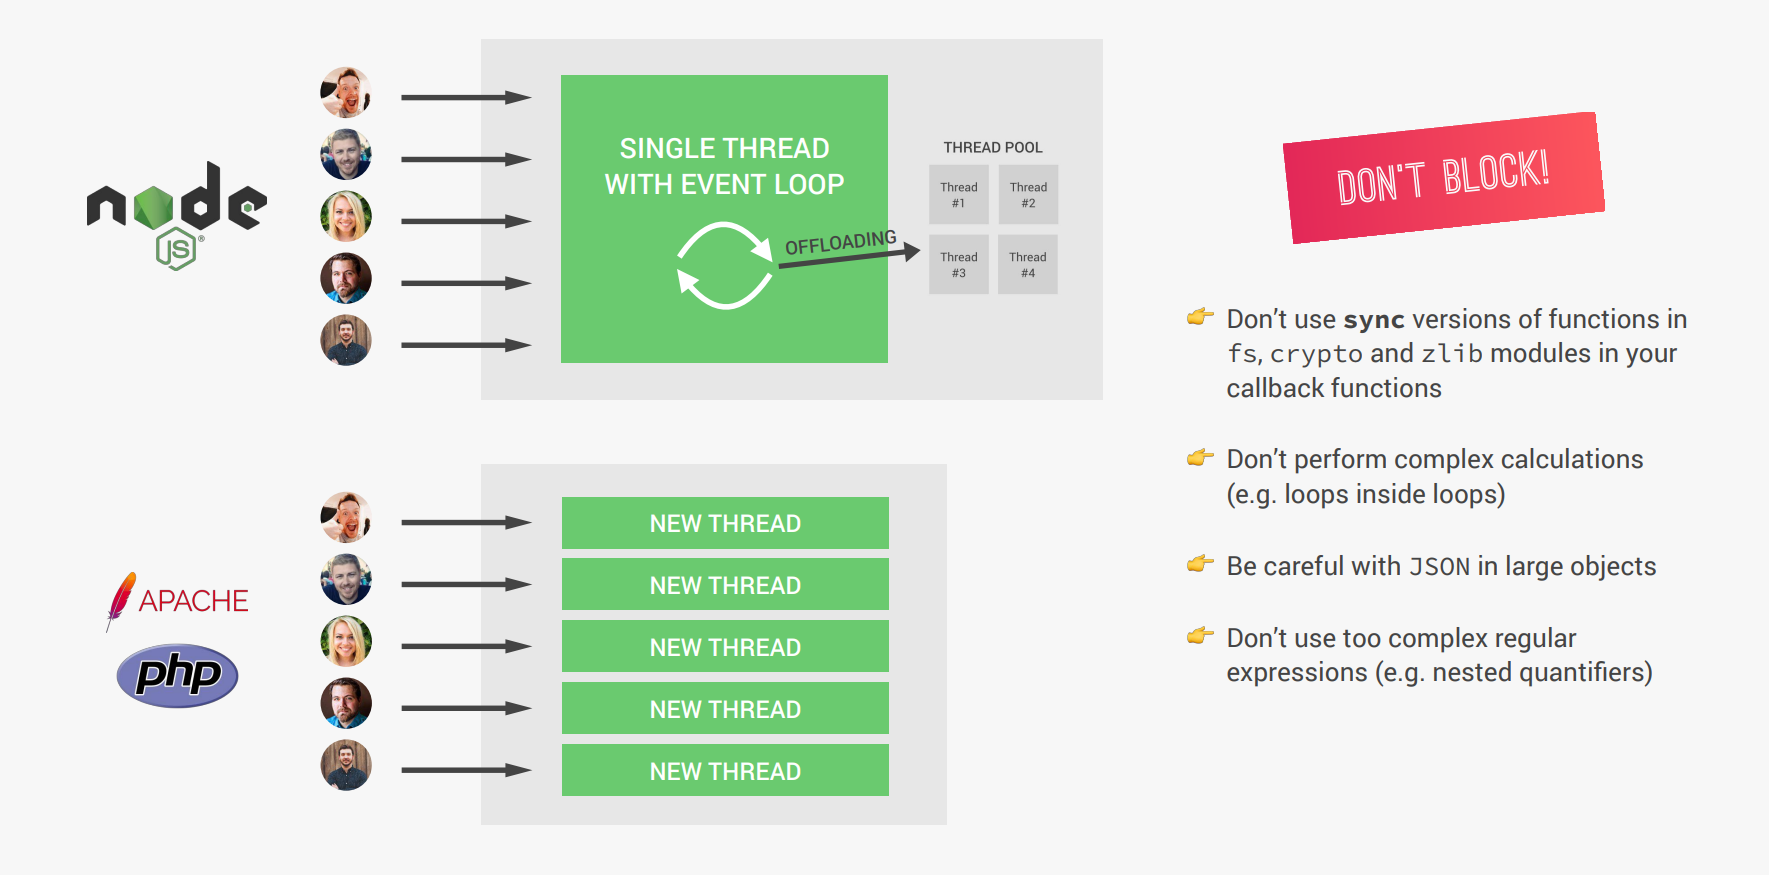 node
JS
®
SINGLE THREAD
WITH EVENT LOOP
OFFLOADING
THREAD POOL
Thread
#1
Thread
#2
Thread
#3
Thread
#4
APACHE
php
NEW THREAD
NEW THREAD
NEW THREAD
NEW THREAD
NEW THREAD
DON'T BLOCK!
Don’t use sync versions of functions in
fs, crypto and zlib modules in your
callback functions
Don’t perform complex calculations
(e.g. loops inside loops)
Be careful with JSON in large objects
Don’t use too complex regular
expressions (e.g. nested quantifiers)